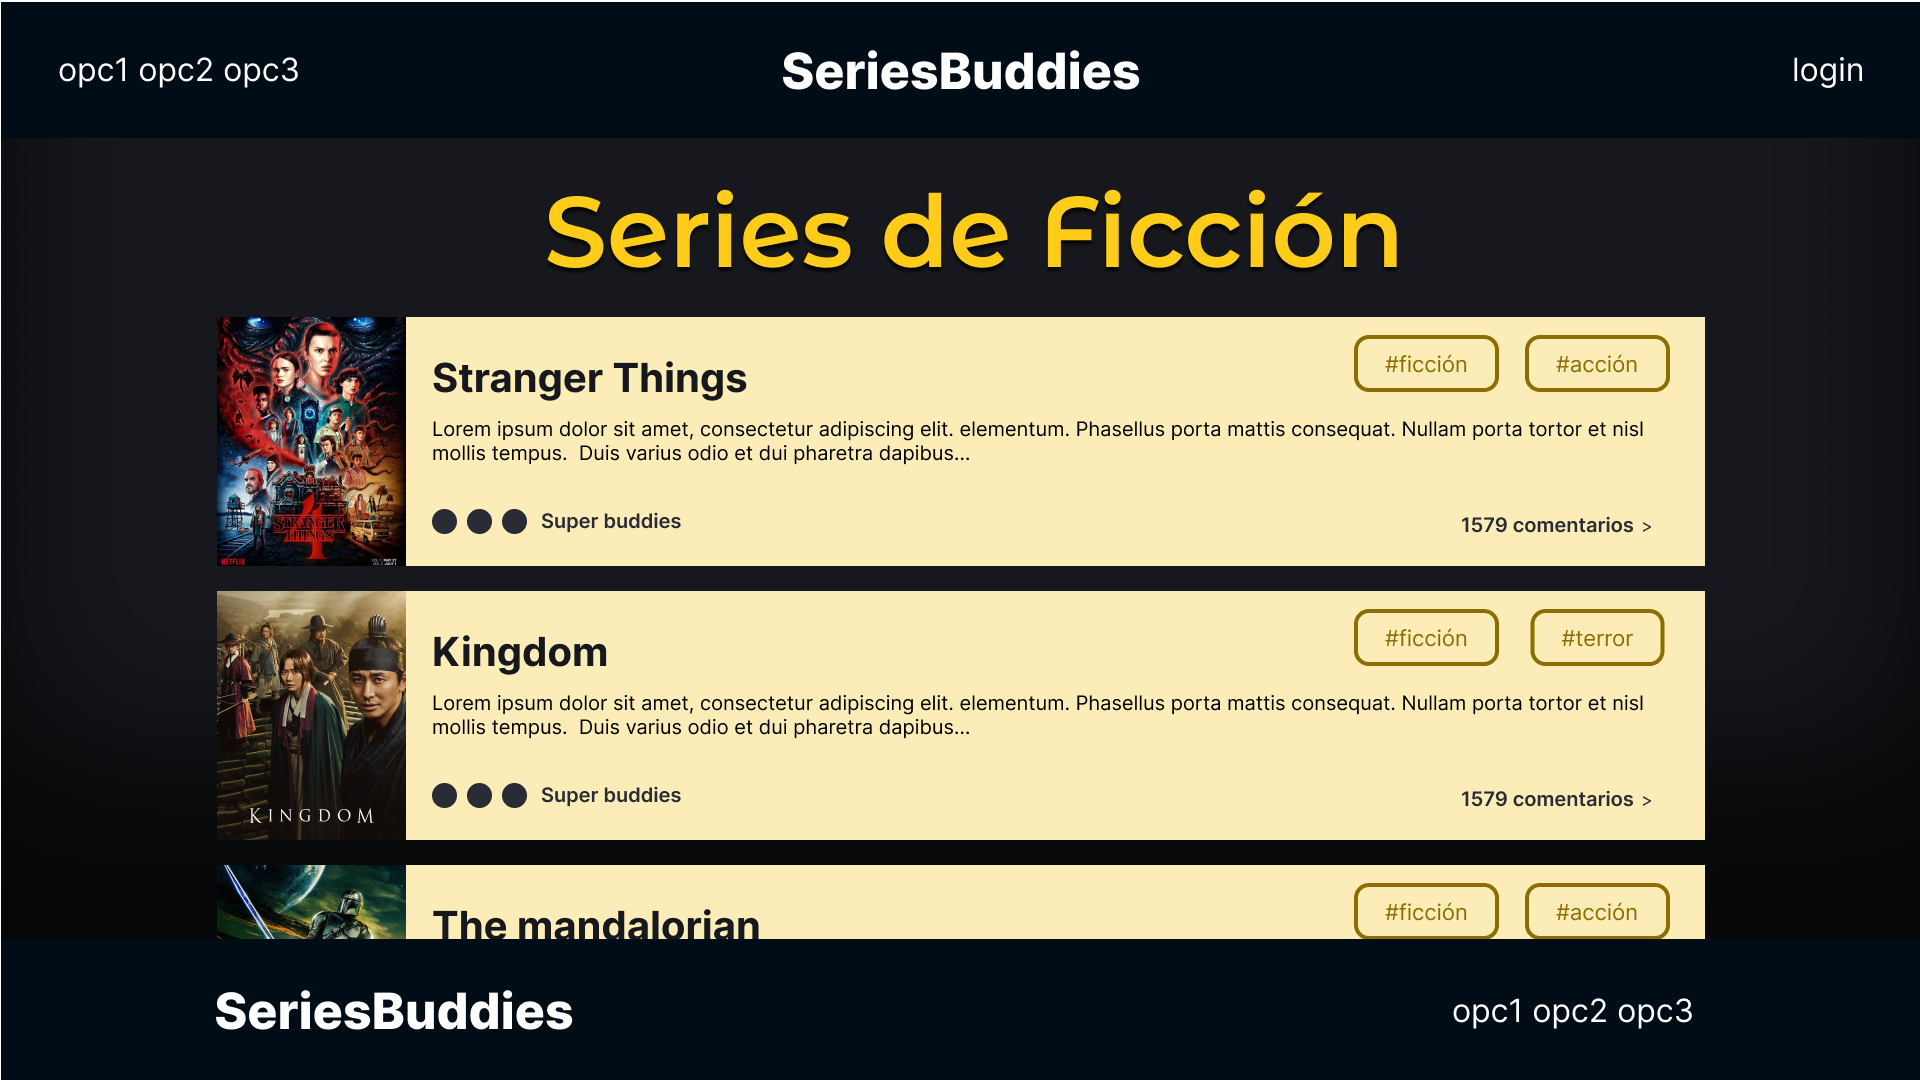 opc1 opc2 opc3
SeriesBuddies
login
Series de Ficción
STRANGER
THINGS
4
NETFLIX
Stranger Things
#ficción
#acción
Lorem ipsum dolor sit amet, consectetur adipiscing elit. elementum. Phasellus porta mattis consequat. Nullam porta tortor et nisl
mollis tempus.  Duis varius odio et dui pharetra dapibus...
Super buddies
1579 comentarios >
KINGDOM
Kingdom
#ficción
#terror
Lorem ipsum dolor sit amet, consectetur adipiscing elit. elementum. Phasellus porta mattis consequat. Nullam porta tortor et nisl
mollis tempus.  Duis varius odio et dui pharetra dapibus...
Super buddies
1579 comentarios >
The mandalorian
#ficción
#acción
SeriesBuddies
opc1 opc2 opc3